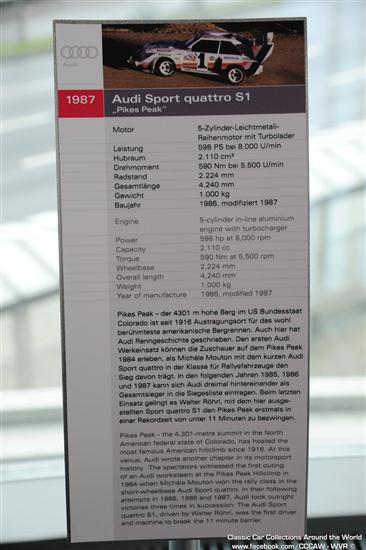 Audi
1
1987 Audi Sport quattro S1
„Pikes Peak“
Motor 5-Zylinder-Leichtmetall-
Reihenmotor mit Turbolader
Leistung 598 PS bei 8.000 U/min
Hubraum 2.110 cm³
Drehmoment 590 Nm bei 5.500 U/min
Radstand 2.224 mm
Gesamtlänge 4.240 mm
Gewicht 1.000 kg
Baujahr 1986, modifiziert 1987
Engine 5-cylinder in-line aluminium
engine with turbocharger
Power 598 hp at 8,000 rpm
Capacity 2,110 cc
Torque 590 Nm at 5,500 rpm
Wheelbase 2,224 mm
Overall length 4,240 mm
Weight 1,000 kg
Year of manufacture 1986, modified 1987
Pikes Peak - der 4301 m hohe Berg im US Bundesstaat
Colorado ist seit 1916 Austragungsort für das wohl
berühmteste amerikanische Bergrennen. Auch hier hat
Audi Renngeschichte geschrieben. Den ersten Audi
Werkeinsatz können die Zuschauer auf dem Pikes Peak
1984 erleben, als Michèle Mouton mit dem kurzen Audi
Sport quattro in der Klasse für Rallyefahrzeuge den
Sieg davon trägt. In den folgenden Jahren 1985, 1986
und 1987 kann sich Audi dreimal hintereinander als
Gesamtsieger in die Siegesliste eintragen. Beim letzten
Einsatz gelingt es Walter Röhrl, mit dem hier ausge-
stellten Sport quattro S1 den Pikes Peak erstmals in
einer Rekordzeit von unter 11 Minuten zu bezwingen.
Pikes Peak - the 4,301-metre summit in the North
American federal state of Colorado, has hosted the
most famous American hillclimb since 1916. At this
venue, Audi wrote another chapter in its motorsport
history. The spectators witnessed the first outing
of an Audi worksteam at the Pikes Peak Hillclimb in
1984 when Michèle Mouton won the rally class in the
short-wheelbase Audi Sport quattro. In their following
attempts in 1985, 1986 and 1987, Audi took outright
victories three times in succession. The Audi Sport
quattro S1, driven by Walter Röhrl, was the first driver
and machine to break the 11 minute barrier.
Classic Car Collections Around the World
www.facebook.com/CCCAW - WVR ©